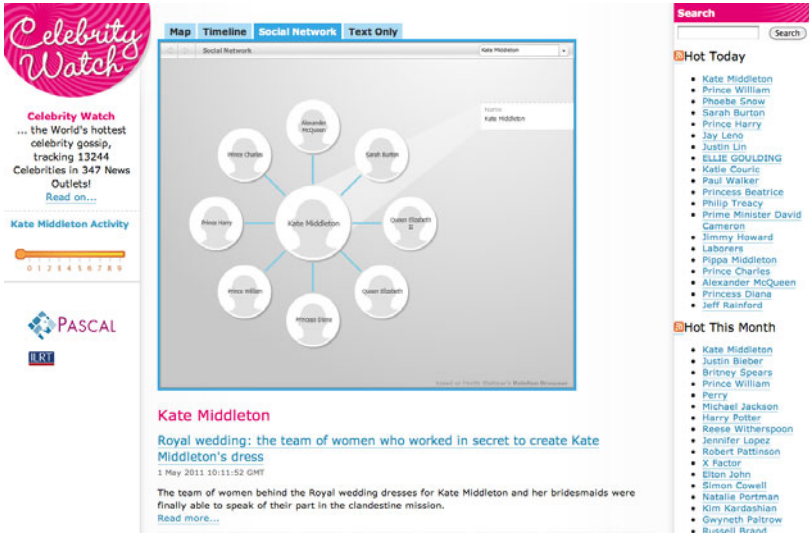 Celebrity
Watch
Celebrity Watch
... the World's hottest
celebrity gossip,
tracking 13244
Celebrities in 347 News
Outlets!
Read on...
Kate Middleton Activity
0 1 2 3 4 5 6 7 8 9
PASCAL
ILRT
Map Timeline Social Network Text Only
Social Network
Kate Middleton
Name
Kate Middleton
Alexander
McQueen
Prince Charles
Sarah Burton
Prince Harry
Kate Middleton
Queen Elizabeth
II
Prince William
Queen Elizabeth
Princess Diana
Kate Middleton
Royal wedding: the team of women who worked in secret to create Kate
Middleton's dress
1 May 2011 10:11:52 GMT
The team of women behind the Royal wedding dresses for Kate Middleton and her bridesmaids were
finally able to speak of their part in the clandestine mission.
Read more...
Search
Search
Hot Today
Kate Middleton
Prince William
Phoebe Snow
Sarah Burton
Prince Harry
Jay Leno
Justin Lin
ELLIE GOULDING
Katie Couric
Paul Walker
Princess Beatrice
Philip Treacy
Prime Minister David
Cameron
Jimmy Howard
Laborers
Pippa Middleton
Prince Charles
Alexander McQueen
Princess Diana
Jeff Rainford
Hot This Month
Kate Middleton
Justin Bieber
Britney Spears
Prince William
Perry
Michael Jackson
Harry Potter
Reese Witherspoon
Jennifer Lopez
Robert Pattinson
X Factor
Elton John
Simon Cowell
Natalie Portman
Kim Kardashian
Gwyneth Paltrow
Russell Brand